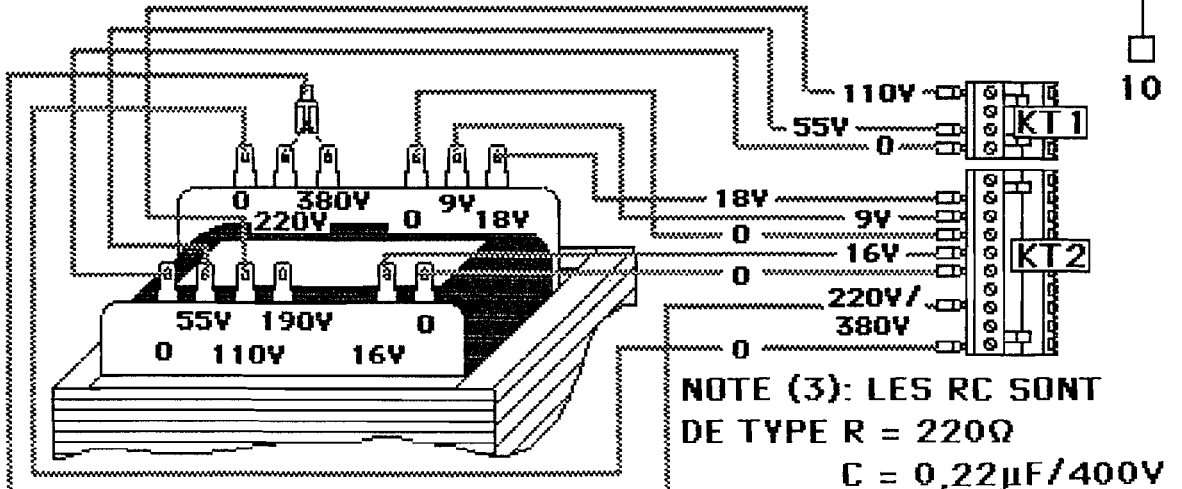 10
110V
55V
KT1
0
0 380V 9V
220V 0 18V
18V
9V
0
16V
KT2
0
220V/
380V
0
55V 190V 0
0 110V 16V
NOTE (3): LES RC SONT
DE TYPE R = 220Ω
C = 0,22µF/400V